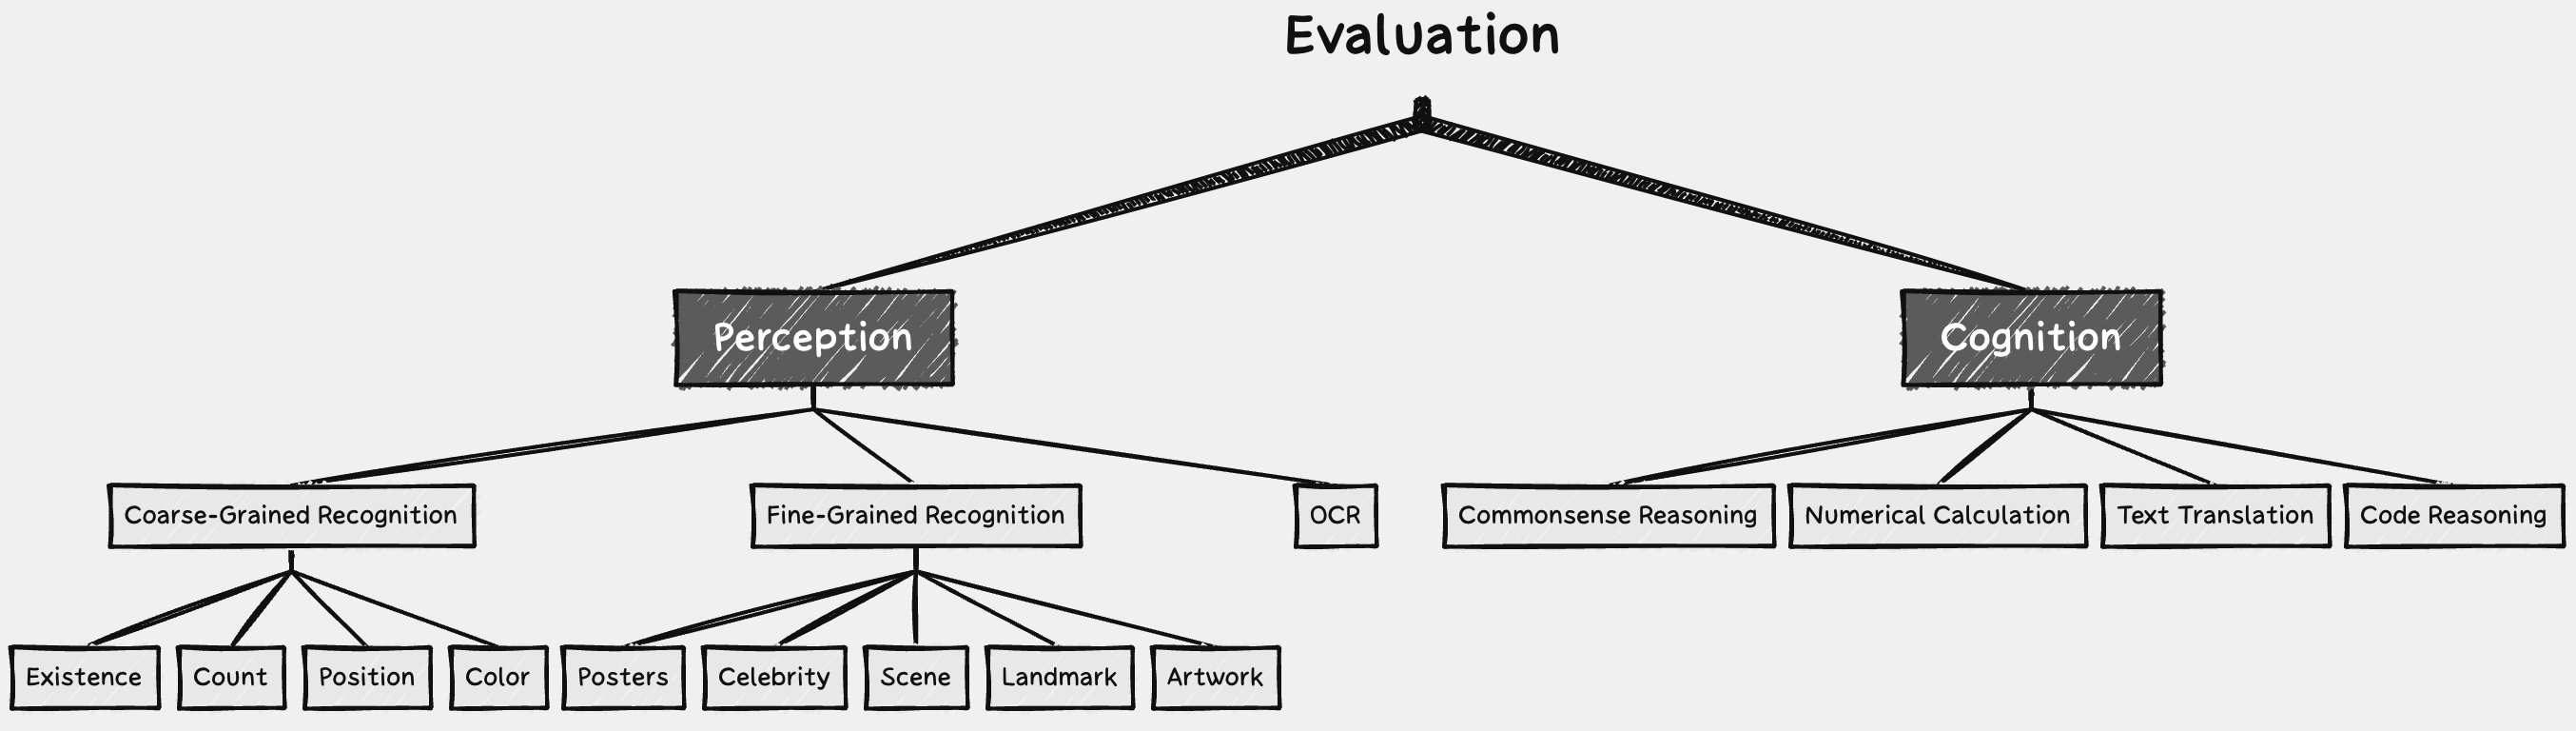 Evaluation
Perception
Cognition
Coarse-Grained Recognition
Fine-Grained Recognition
OCR
Commonsense Reasoning
Numerical Calculation
Text Translation
Code Reasoning
Existence
Count
Position
Color
Posters
Celebrity
Scene
Landmark
Artwork